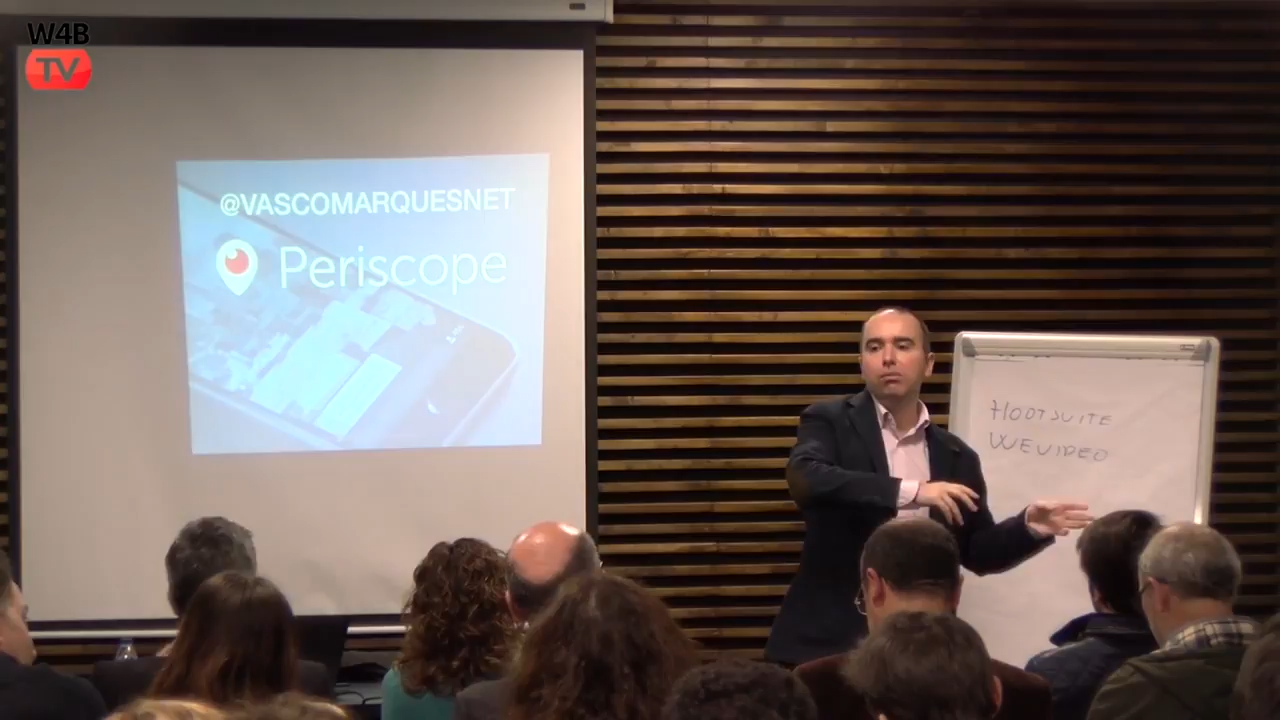 W4B
TV
@VASCOMARQUESNET
Periscope
HOOTSUITE
WEVIDEO